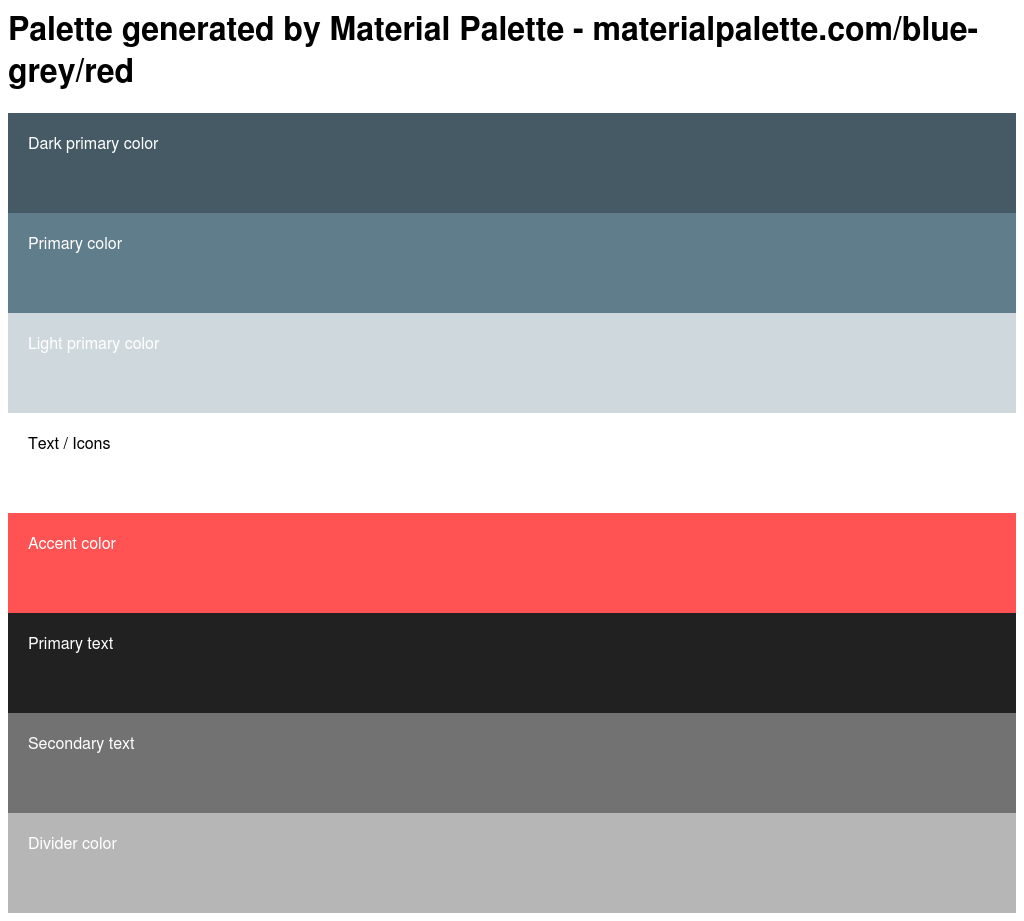 Palette generated by Material Palette - materialpalette.com/blue-
grey/red
Dark primary color
Primary color
Light primary color
Text / Icons
Accent color
Primary text
Secondary text
Divider color